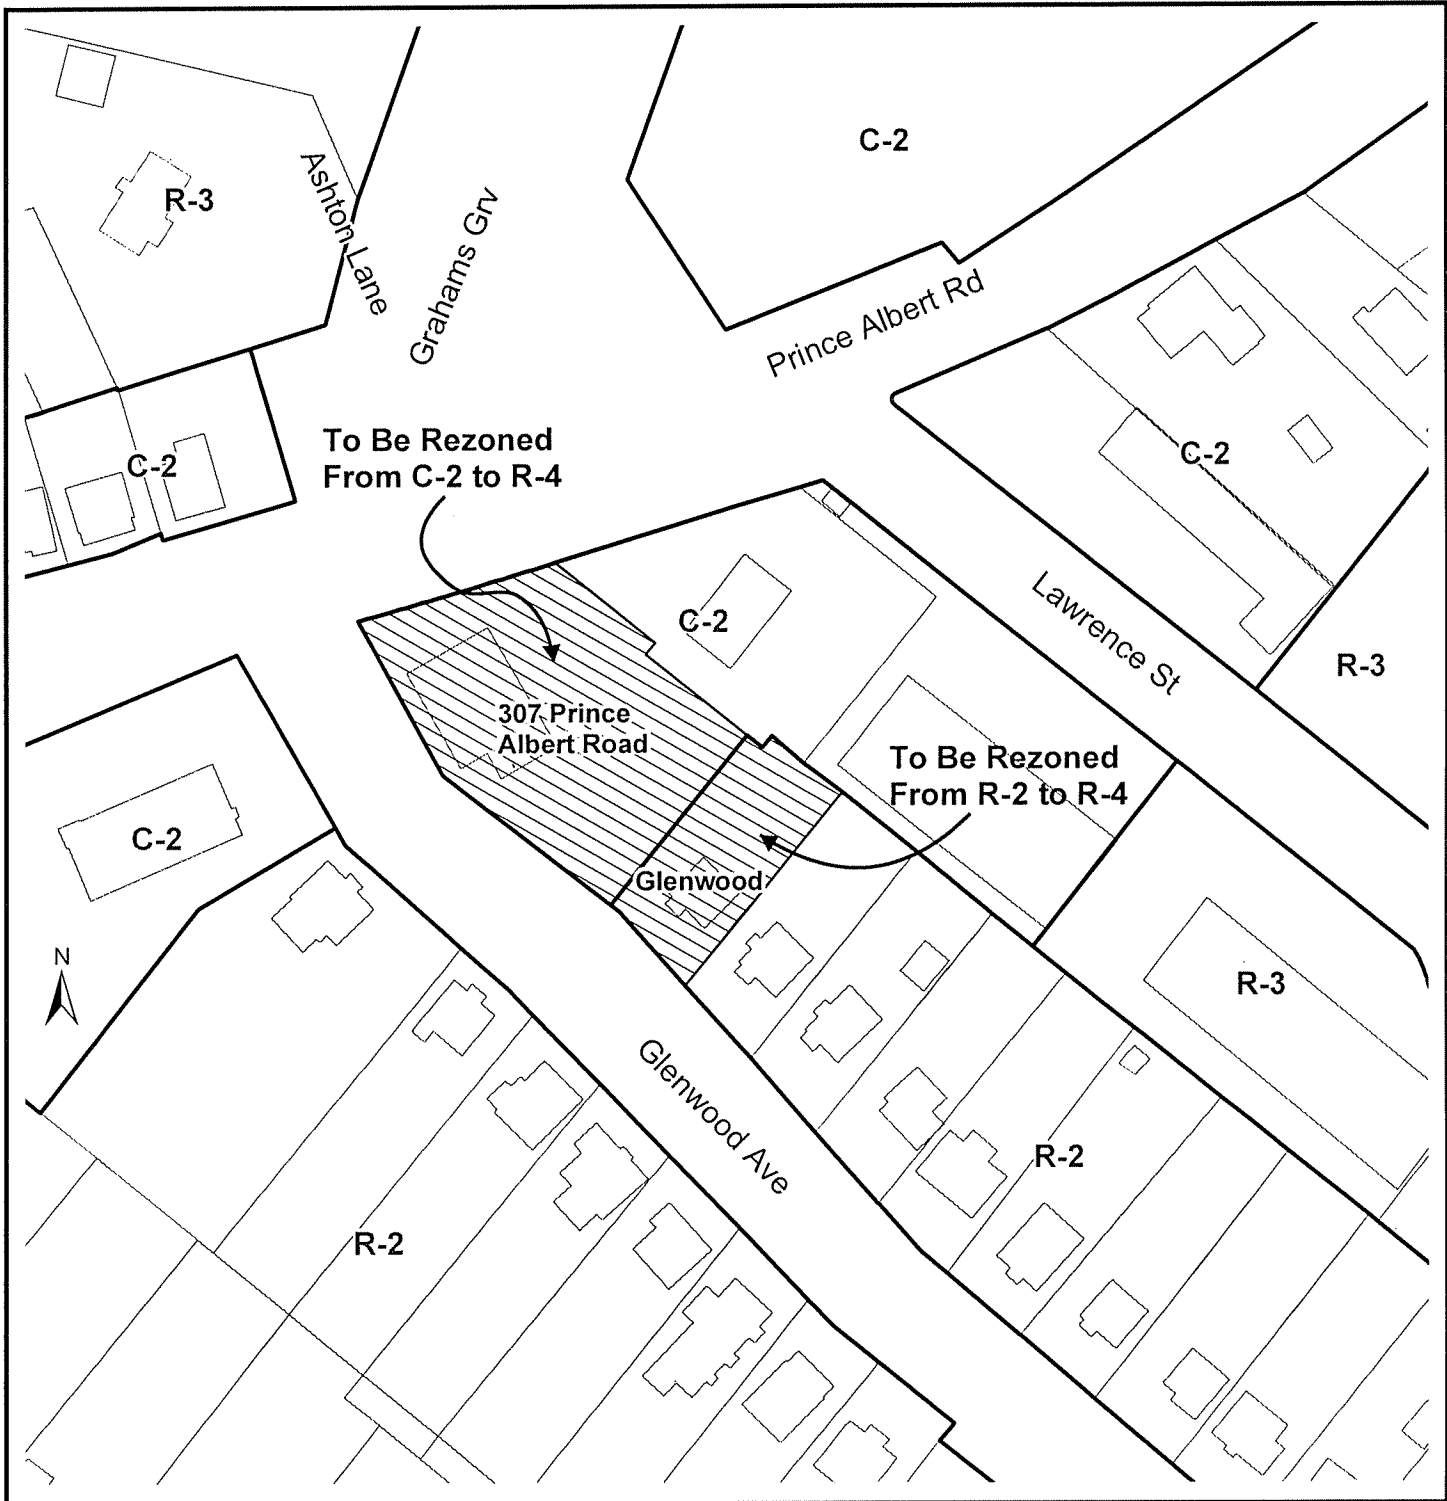 C-2
R-3
Ashton Lane
Grahams Grv
Prince Albert Rd
To Be Rezoned
From C-2 to R-4
C-2
C-2
Lawrence St
C-2
R-3
307 Prince
Albert Road
To Be Rezoned
From R-2 to R-4
C-2
Glenwood
N
R-3
Glenwood Ave
R-2
R-2